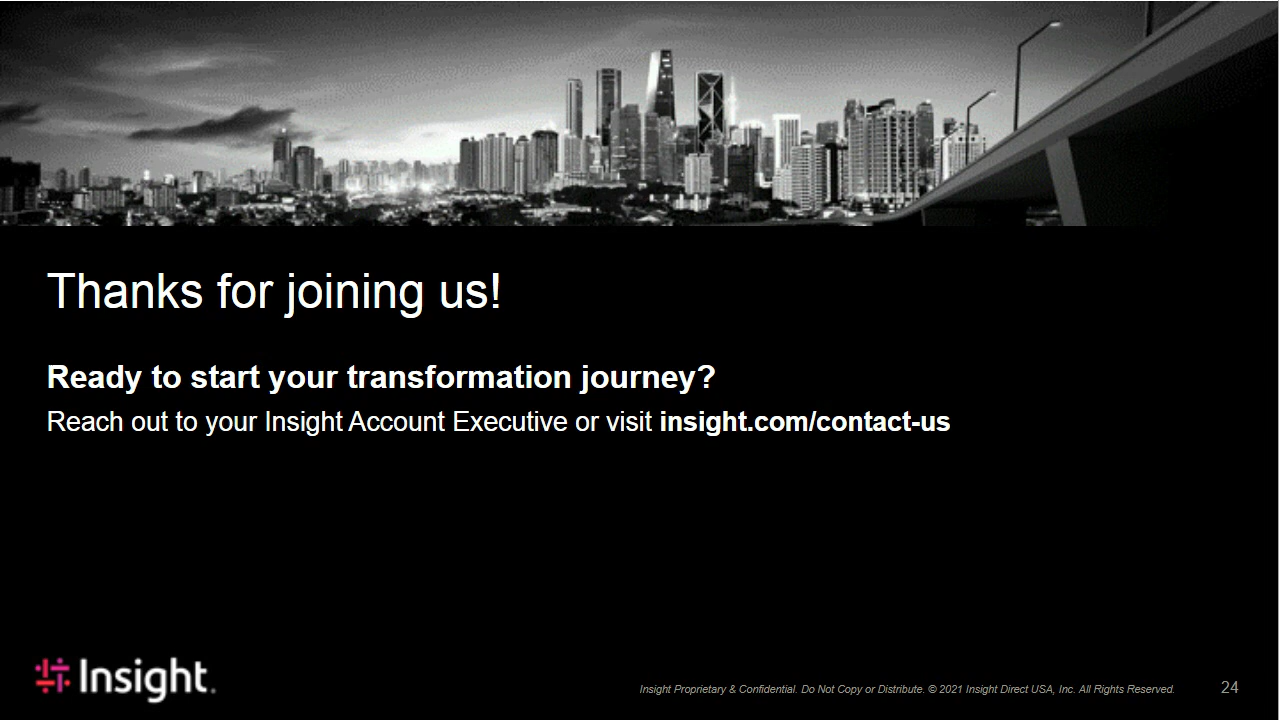 Thanks for joining us!
Ready to start your transformation journey?
Reach out to your Insight Account Executive or visit insight.com/contact-us
Insight.
Insight Proprietary & Confidential. Do Not Copy or Distribute. © 2021 Insight Direct USA, Inc. All Rights Reserved.
24